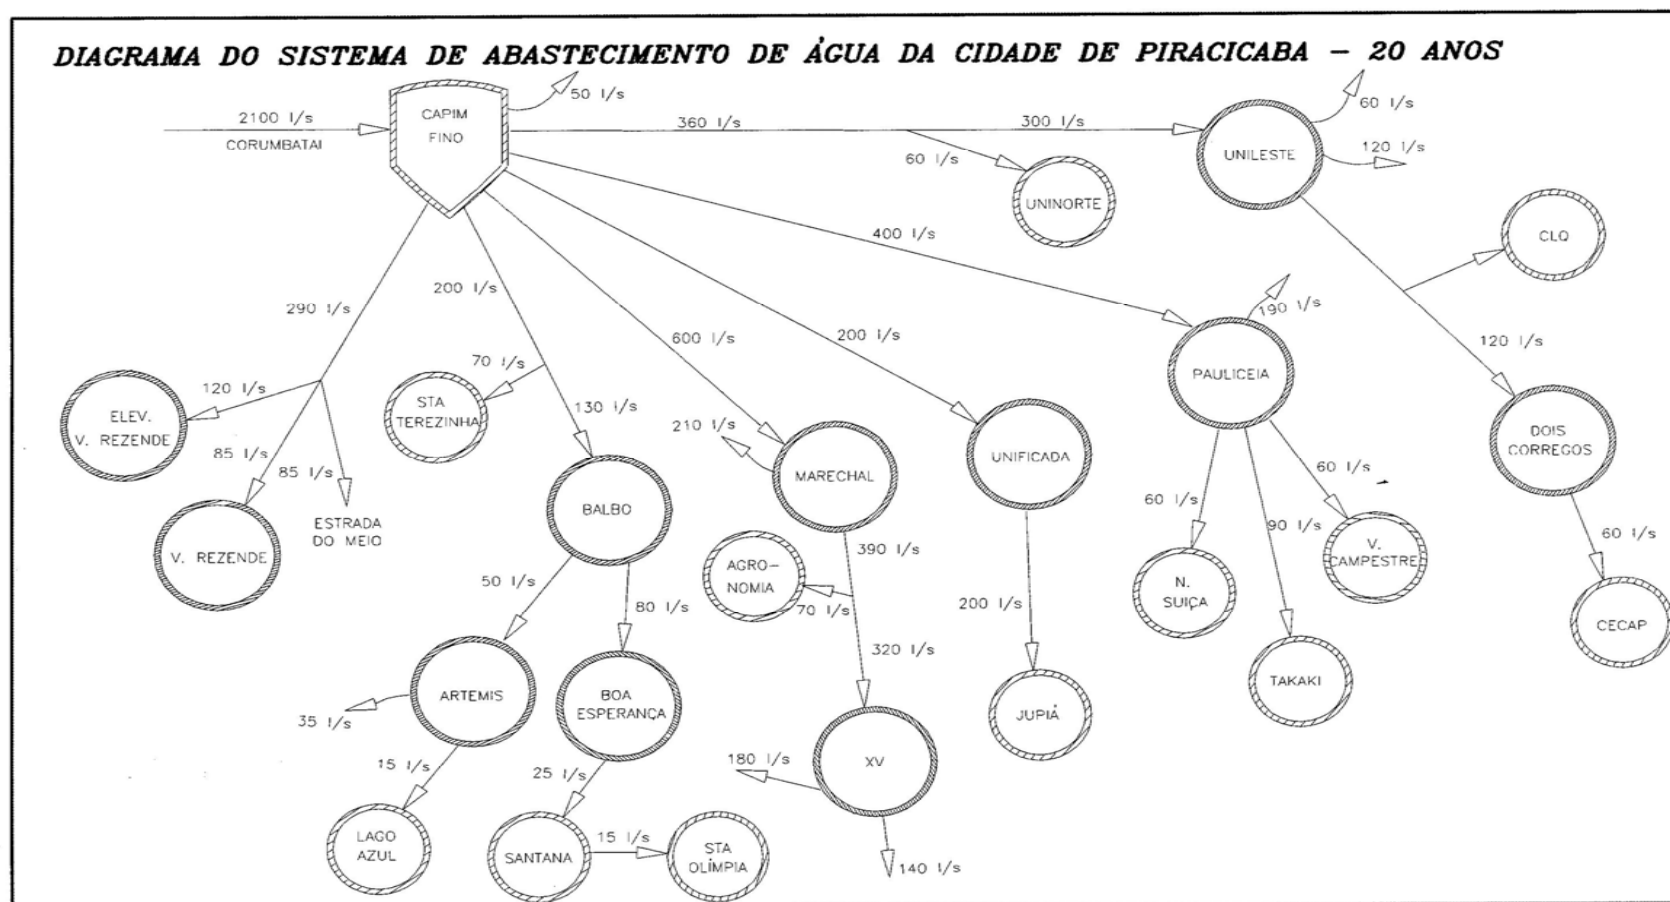 DIAGRAMA DO SISTEMA DE ABASTECIMENTO DE ÁGUA DA CIDADE DE PIRACICABA – 20 ANOS
2100 l/s
CORUMBATAI
CAPIM
FINO
50 l/s
360 l/s
300 l/s
60 l/s
UNINORTE
UNILESTE
60 l/s
120 l/s
CLQ
400 l/s
290 l/s
200 l/s
600 l/s
200 l/s
190 l/s
120 l/s
120 l/s
ELEV.
V. REZENDE
85 l/s
V. REZENDE
85 l/s
ESTRADA
DO MEIO
70 l/s
STA
TEREZINHA
130 l/s
BALBO
210 l/s
MARECHAL
UNIFICADA
PAULICEIA
DOIS
CORREGOS
50 l/s
80 l/s
AGRO-
NOMIA
70 l/s
390 l/s
320 l/s
200 l/s
60 l/s
90 l/s
60 l/s
60 l/s
N.
SUIÇA
V.
CAMPESTRE
TAKAKI
CECAP
ARTEMIS
35 l/s
BOA
ESPERANÇA
JUPIÁ
15 l/s
LAGO
AZUL
25 l/s
SANTANA
15 l/s
STA
OLÍMPIA
XV
180 l/s
140 l/s